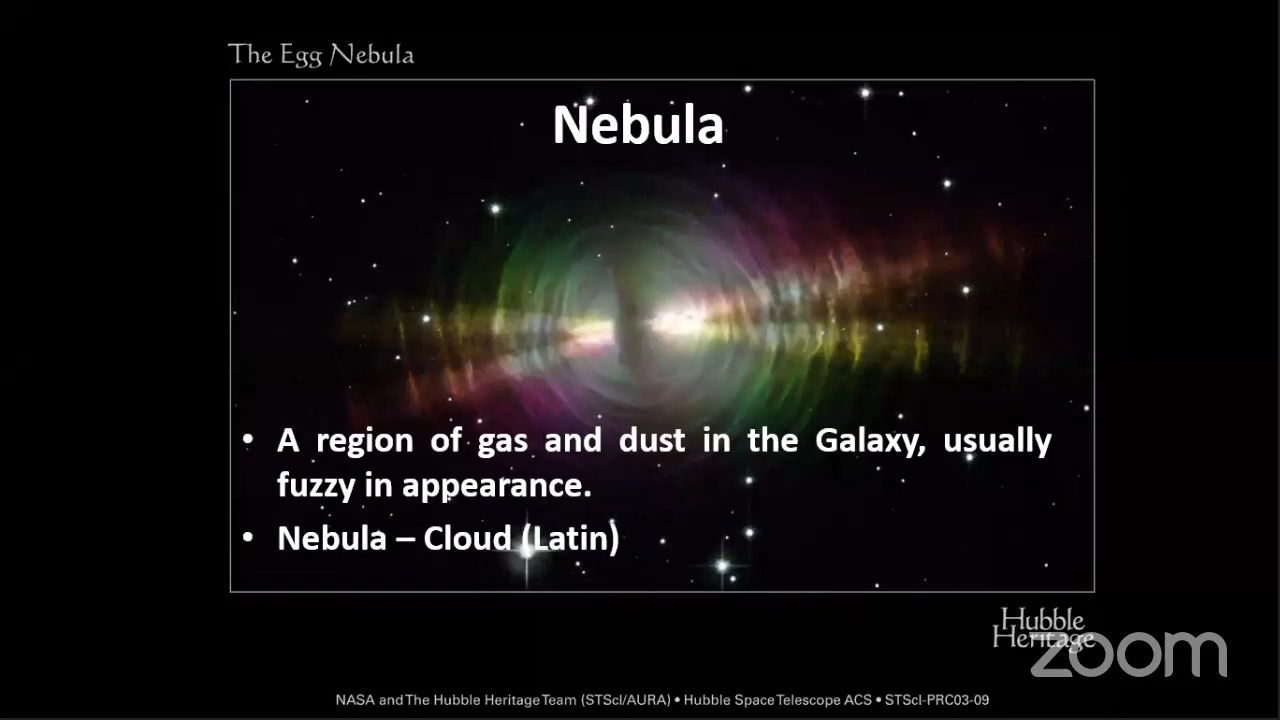 The Egg Nebula
Nebula
• A region of gas and dust in the Galaxy, usually
fuzzy in appearance.
• Nebula – Cloud (Latin)
Hubble
Heritage
zoom
NASA and The Hubble Heritage Team (STScI/AURA) • Hubble Space Telescope ACS • STScI-PRC03-09